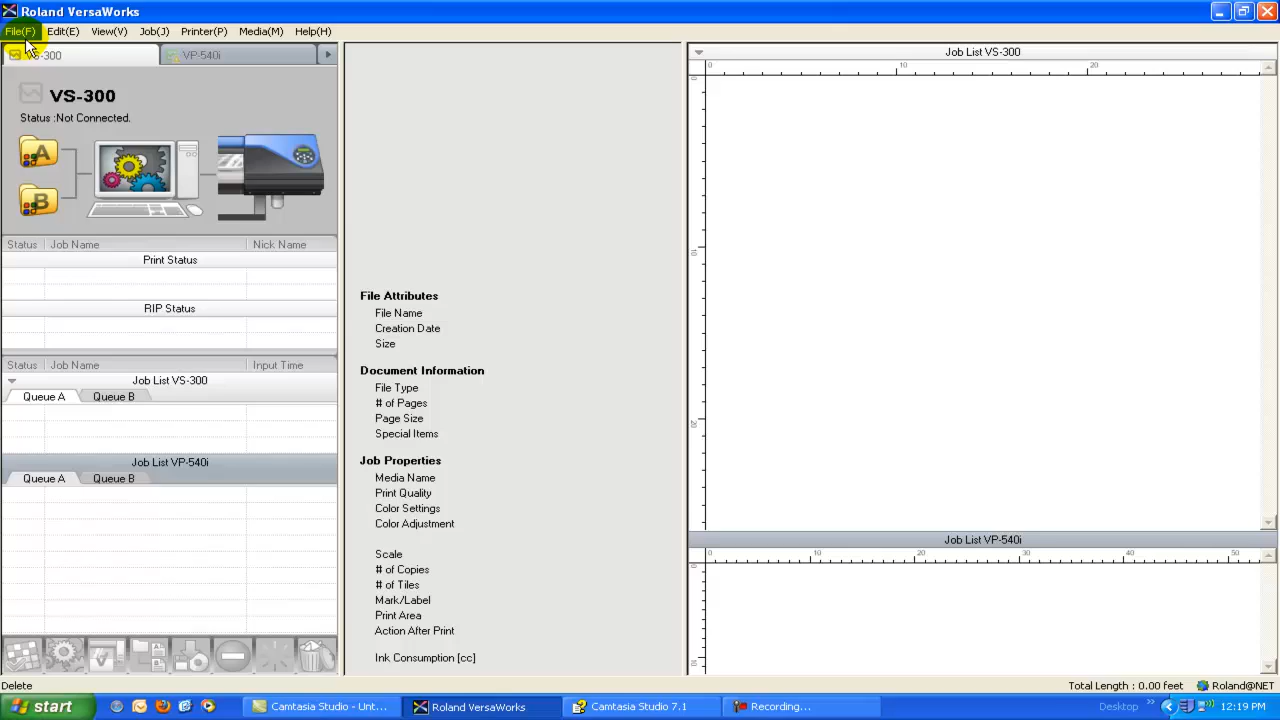 Roland VersaWorks
File(F) Edit(E) View(V) Job(J) Printer(P) Media(M) Help(H)
VS-300 VP-540i
VS-300
Status :Not Connected.
A
B
Status Job Name Nick Name
Print Status
RIP Status
Status Job Name Input Time
Job List VS-300
Queue A Queue B
Job List VP-540i
Queue A Queue B
File Attributes
File Name
Creation Date
Size
Document Information
File Type
# of Pages
Page Size
Special Items
Job Properties
Media Name
Print Quality
Color Settings
Color Adjustment
Scale
# of Copies
# of Tiles
Mark/Label
Print Area
Action After Print
Ink Consumption [cc]
Job List VS-300
0 10 20
0
10
20
Job List VP-540i
0 10 20 30 40 50
0
10
Delete
Total Length : 0.00 feet Roland@NET
start Camtasia Studio - Unt... Roland VersaWorks Camtasia Studio 7.1 Recording... Desktop 12:19 PM